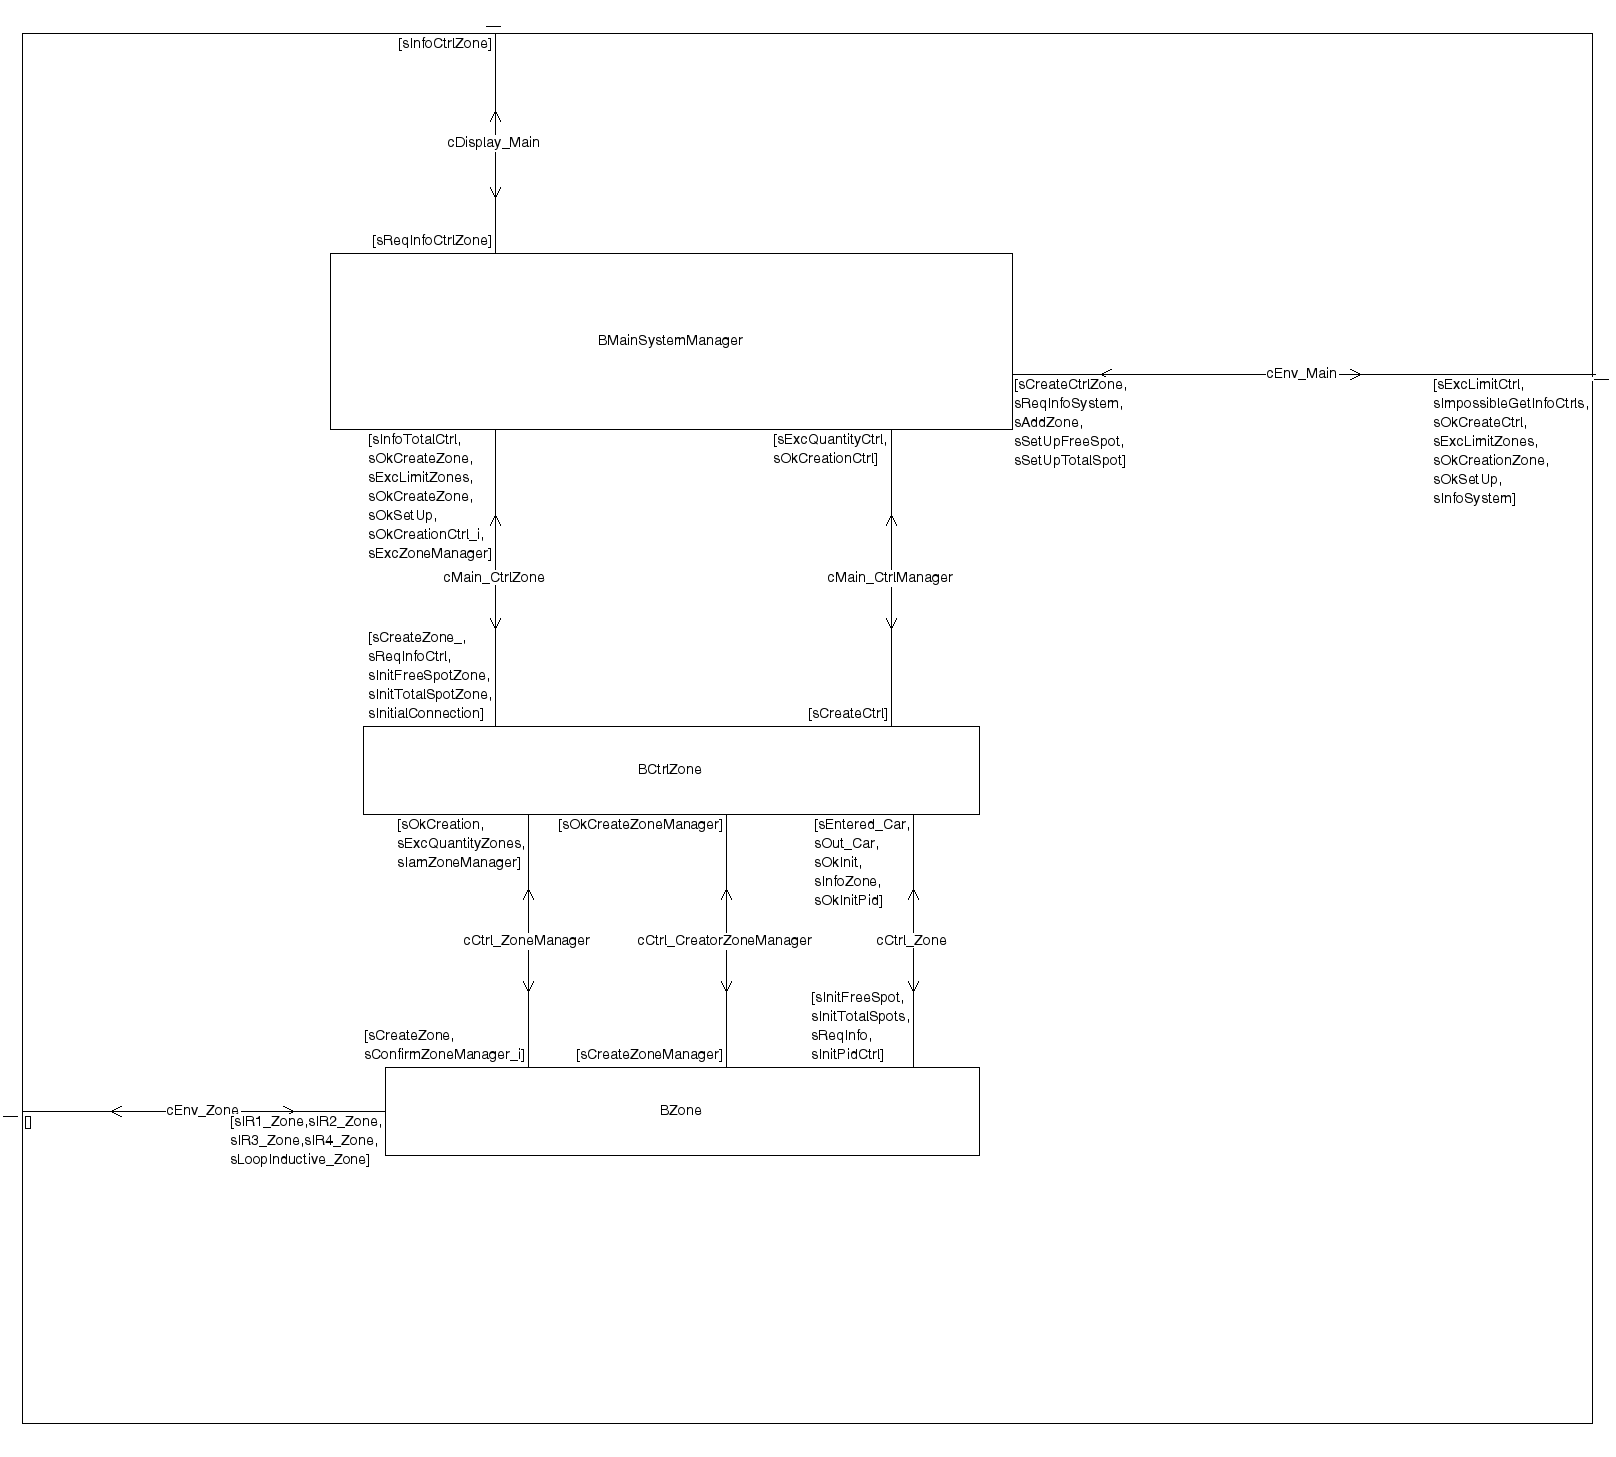 [sInfoCtrlZone]
cDisplay_Main
[sReqInfoCtrlZone]
BMainSystemManager
cEnv_Main
[sCreateCtrlZone,
sReqInfoSystem,
sAddZone,
sSetUpFreeSpot,
sSetUpTotalSpot]
[sExcLimitCtrl,
sImpossibleGetInfoCtrls,
sOkCreateCtrl,
sExcLimitZones,
sOkCreationZone,
sOkSetUp,
sInfoSystem]
[sInfoTotalCtrl,
sOkCreateZone,
sExcLimitZones,
sOkCreateZone,
sOkSetUp,
sOkCreationCtrl_i,
sExcZoneManager]
[sExcQuantityCtrl,
sOkCreationCtrl]
cMain_CtrlZone
cMain_CtrlManager
[sCreateZone_,
sReqInfoCtrl,
sInitFreeSpotZone,
sInitTotalSpotZone,
sInitialConnection]
[sCreateCtrl]
BCtrlZone
[sOkCreation,
sExcQuantityZones,
sIamZoneManager]
[sOkCreateZoneManager]
[sEntered_Car,
sOut_Car,
sOkInit,
sInfoZone,
sOkInitPid]
cCtrl_ZoneManager
cCtrl_CreatorZoneManager
cCtrl_Zone
[sCreateZone,
sConfirmZoneManager_i]
[sCreateZoneManager]
[sInitFreeSpot,
sInitTotalSpots,
sReqInfo,
sInitPidCtrl]
BZone
cEnv_Zone
[]
[sIR1_Zone,sIR2_Zone,
sIR3_Zone,sIR4_Zone,
sLoopInductive_Zone]